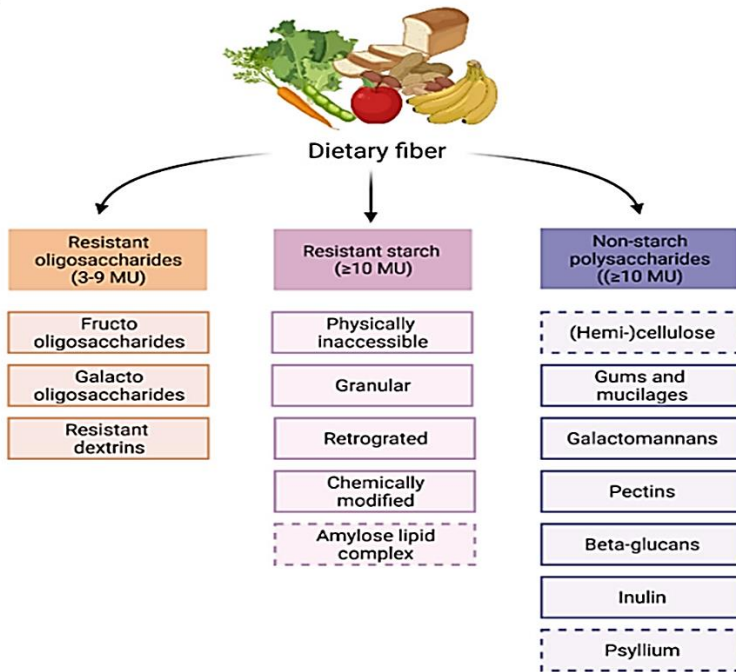 Dietary fiber
Resistant
oligosaccharides
(3-9 MU)
Fructo
oligosaccharides
Galacto
oligosaccharides
Resistant
dextrins
Resistant starch
(≥10 MU)
Physically
inaccessible
Granular
Retrograted
Chemically
modified
Amylose lipid
complex
Non-starch
polysaccharides
((≥10 MU)
(Hemi-)cellulose
Gums and
mucilages
Galactomannans
Pectins
Beta-glucans
Inulin
Psyllium